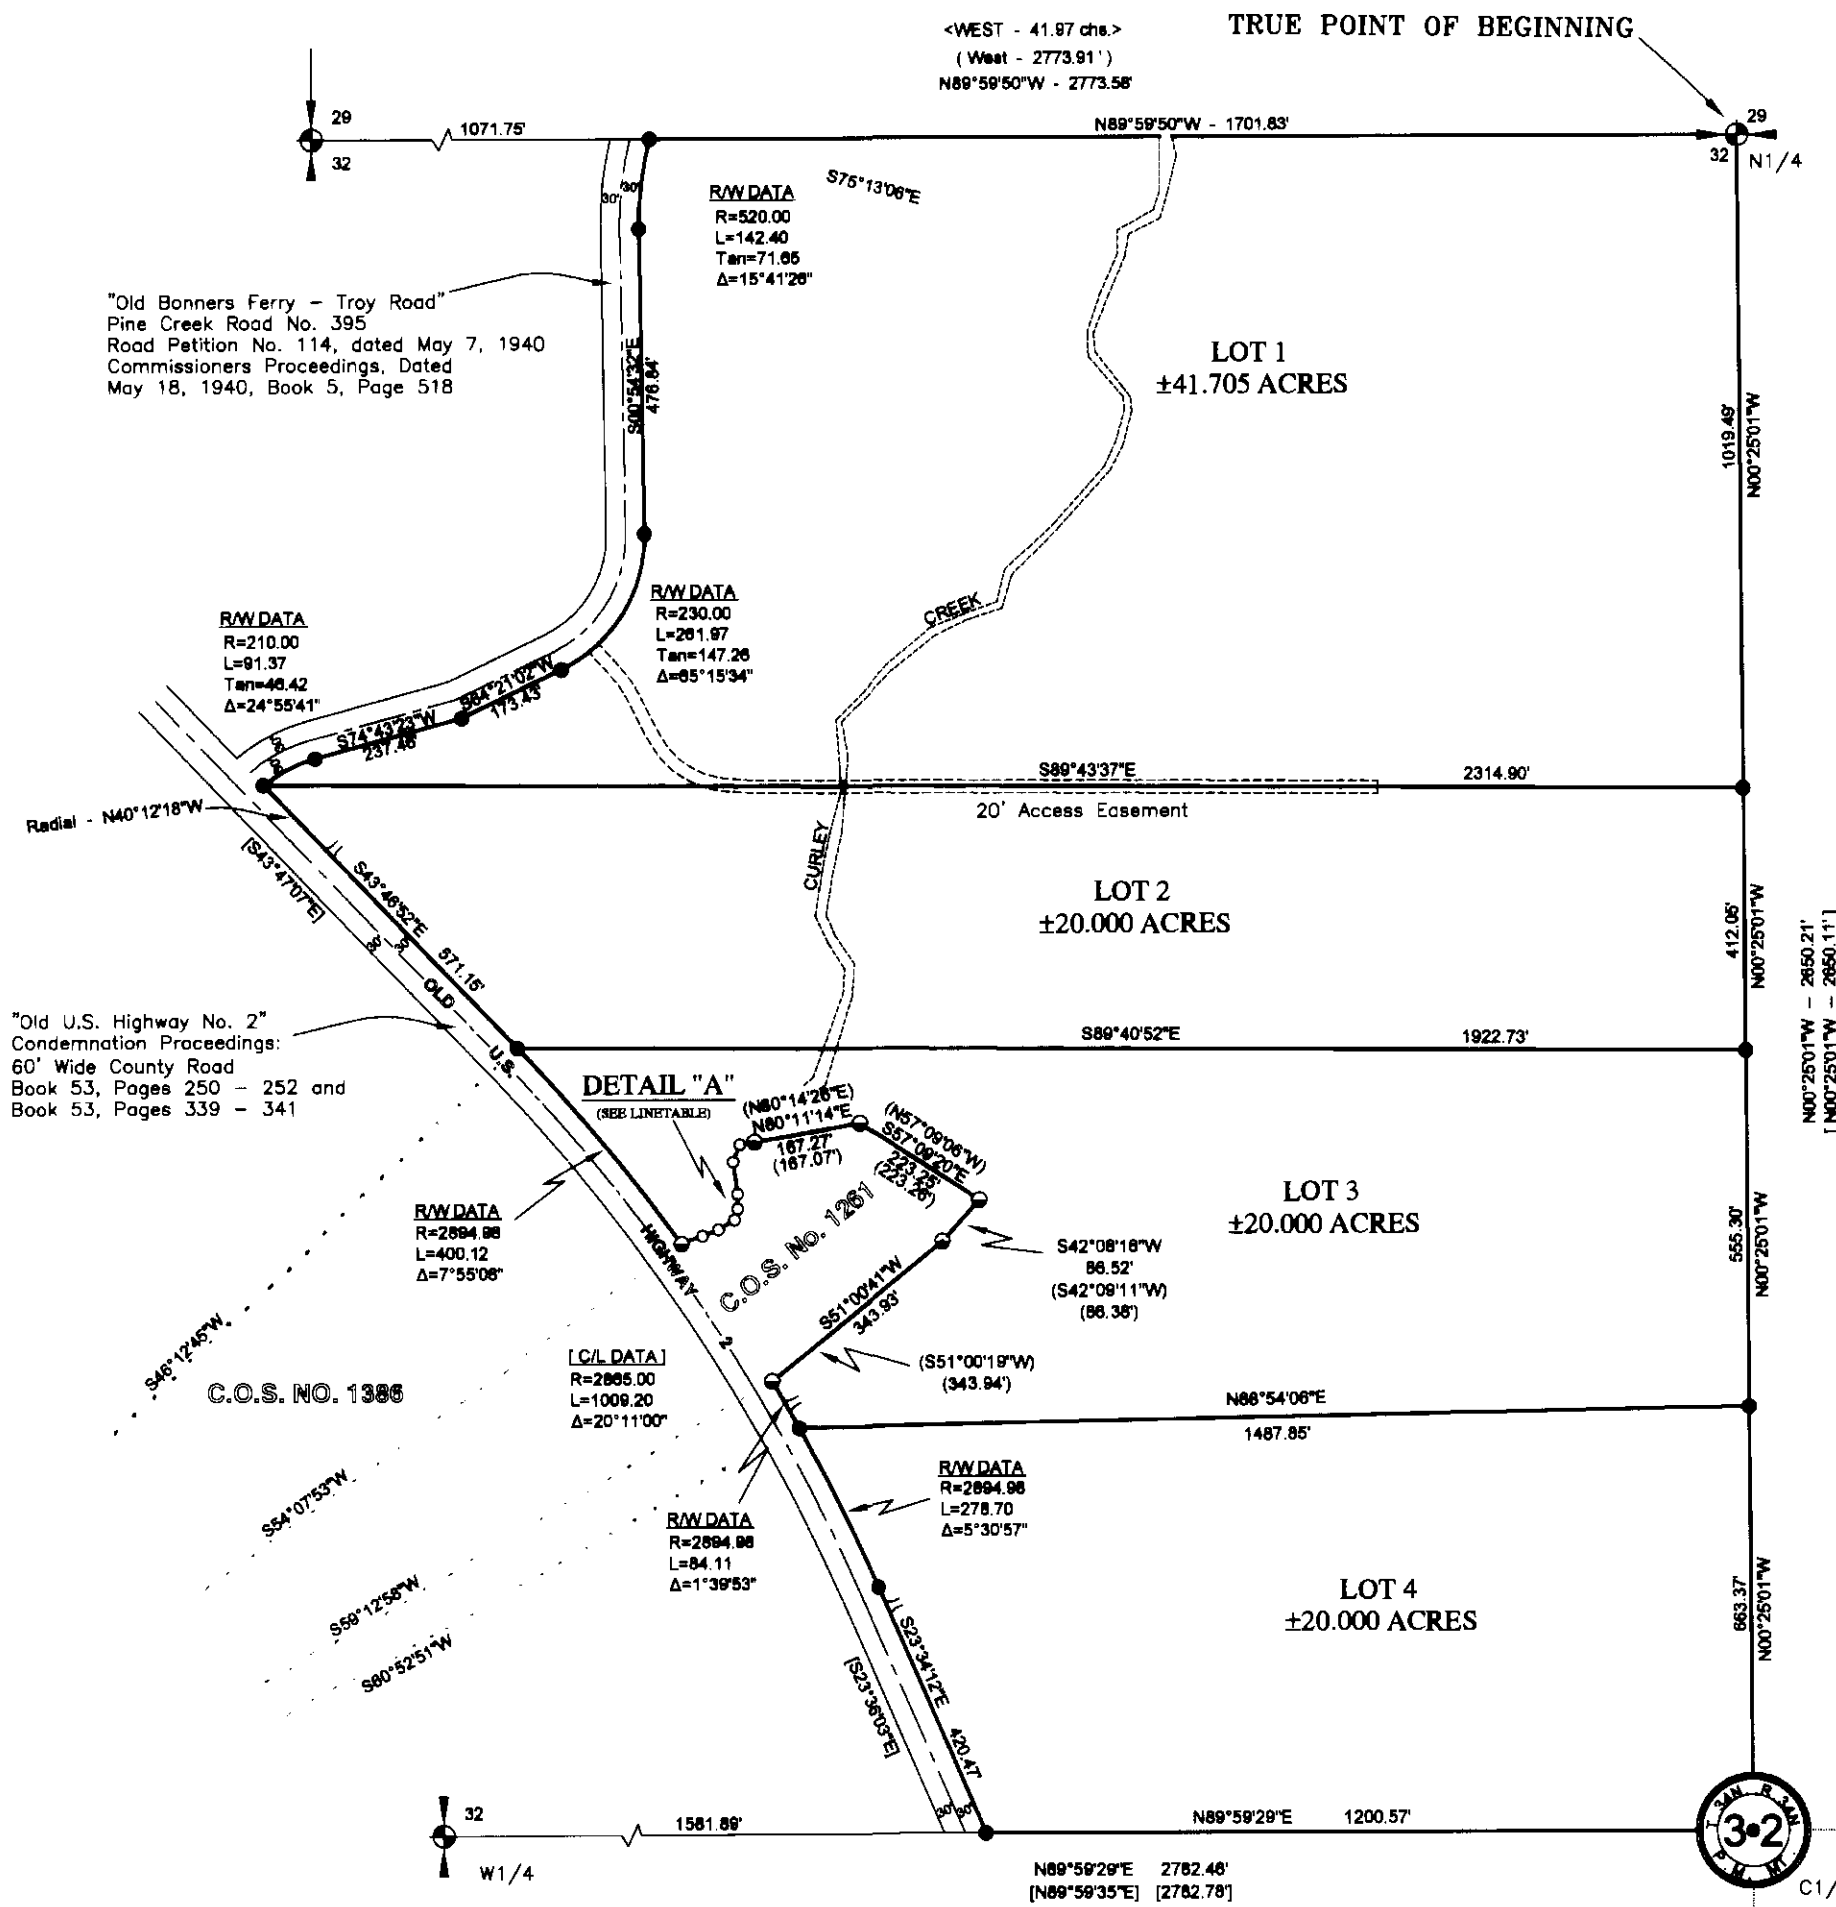 <WEST - 41.97 chs.>
(West - 2773.91')
N89°59'50"W - 2773.58'
TRUE POINT OF BEGINNING
29
32
1071.75'
N89°59'50"W - 1701.83'
29
32
N1/4
30'
30'
R/W DATA
R=520.00
L=142.40
Tan=71.65
Δ=15°41'26"
S75°13'06"E
"Old Bonners Ferry - Troy Road"
Pine Creek Road No. 395
Road Petition No. 114, dated May 7, 1940
Commissioners Proceedings, Dated
May 18, 1940, Book 5, Page 518
S00°54'32"E
476.84'
LOT 1
±41.705 ACRES
1019.49'
N00°25'01"W
R/W DATA
R=210.00
L=91.37
Tan=46.42
Δ=24°55'41"
R/W DATA
R=230.00
L=261.97
Tan=147.26
Δ=65°15'34"
CREEK
S64°21'02"W
173.43'
S74°43'23"W
237.46'
S89°43'37"E
2314.90'
20' Access Easement
Radial - N40°12'18"W
[S43°47'07"E]
S43°46'52"E
571.15'
30'
30'
CURLEY
LOT 2
±20.000 ACRES
412.05'
N00°25'01"W
N00°25'01"W - 2650.21'
[N00°25'01"W - 2650.11']
"Old U.S. Highway No. 2"
Condemnation Proceedings:
60' Wide County Road
Book 53, Pages 250 - 252 and
Book 53, Pages 339 - 341
OLD
U.S.
HIGHWAY
2
S89°40'52"E
1922.73'
DETAIL "A"
(SEE LINETABLE)
(N80°14'26"E)
N80°11'14"E
167.27'
(167.07')
(N57°09'06"W)
S57°09'20"E
223.25'
(223.26')
C.O.S. No. 1261
LOT 3
±20.000 ACRES
555.30'
N00°25'01"W
R/W DATA
R=2894.98
L=400.12
Δ=7°55'08"
S42°08'16"W
86.52'
(S42°09'11"W)
(86.38')
S51°00'41"W
343.93'
(S51°00'19"W)
(343.94')
S46°12'45"W
C.O.S. NO. 1386
[C/L DATA]
R=2865.00
L=1009.20
Δ=20°11'00"
N88°54'06"E
1487.85'
S54°07'53"W
R/W DATA
R=2894.98
L=278.70
Δ=5°30'57"
R/W DATA
R=2894.98
L=84.11
Δ=1°39'53"
S59°12'58"W
S60°52'51"W
LOT 4
±20.000 ACRES
663.37'
N00°25'01"W
S23°34'12"E
420.47'
[S23°36'03"E]
30'
30'
32
W1/4
1581.89'
N89°59'29"E
1200.57'
N89°59'29"E 2782.46'
[N89°59'35"E] [2782.78']
T. 34N. R. 34N
3•2
P. M. MT.
C1/